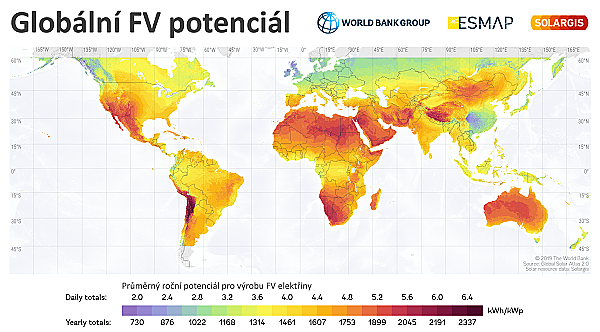 Globální FV potenciál
WORLD BANK GROUP
ESMAP
SOLARGIS
165°W 150°W 135°W 120°W 105°W 90°W 75°W 60°W 45°W 30°W 15°W 0° 15°E 30°E 45°E 60°E 75°E 90°E 105°E 120°E 135°E 150°E 165°E
60°N 60°N
45°N 45°N
30°N 30°N
15°N 15°N
0° 0°
15°S 15°S
30°S 30°S
45°S 45°S
© 2019 The World Bank
Source: Global Solar Atlas 2.0
Solar resource data: Solargis
Průměrný roční potenciál pro výrobu FV elektřiny
Daily totals: 2.0 2.4 2.8 3.2 3.6 4.0 4.4 4.8 5.2 5.6 6.0 6.4
kWh/kWp
Yearly totals: 730 876 1022 1168 1314 1461 1607 1753 1899 2045 2191 2337